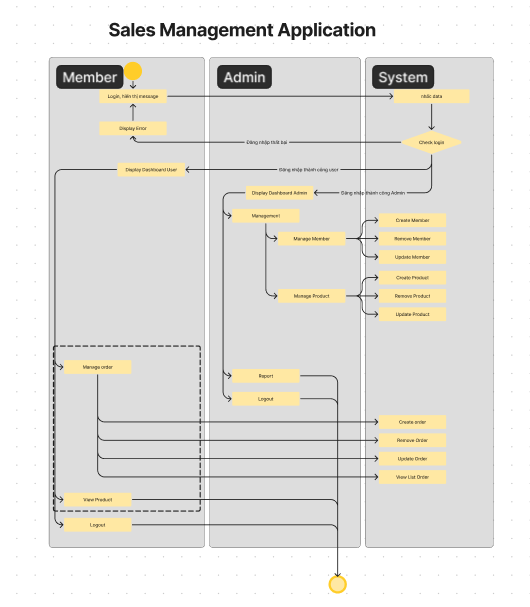 Sales Management Application
Member
Admin
System
Login, hiển thị message
nhắc data
Display Error
Check login
Đăng nhập thất bại
Display Dashboard User
Đăng nhập thành công user
Display Dashboard Admin
Đăng nhập thành công Admin
Management
Create Member
Manage Member
Remove Member
Update Member
Create Product
Manage Product
Remove Product
Update Product
Manage order
Report
Logout
Create order
Remove Order
Update Order
View List Order
View Product
Logout